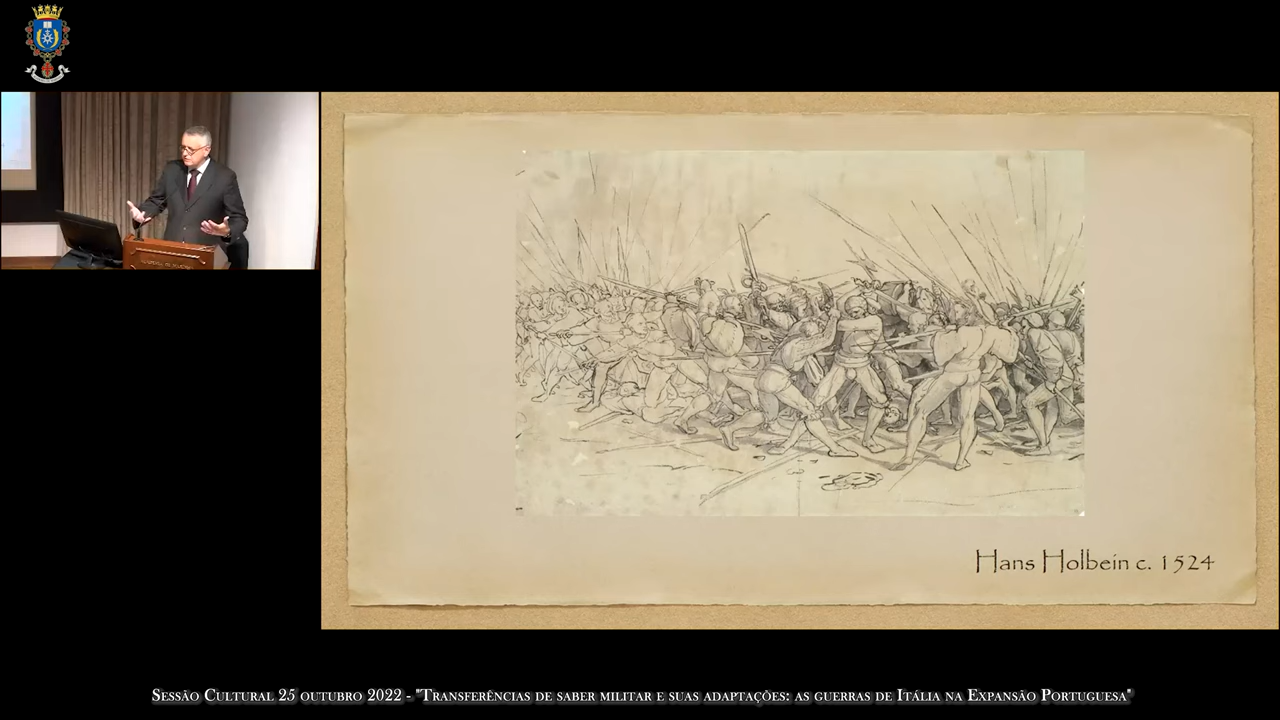 Hans Holbein c. 1524
Sessão Cultural 25 outubro 2022 - "Transferências de saber militar e suas adaptações: as guerras de Itália na Expansão Portuguesa"